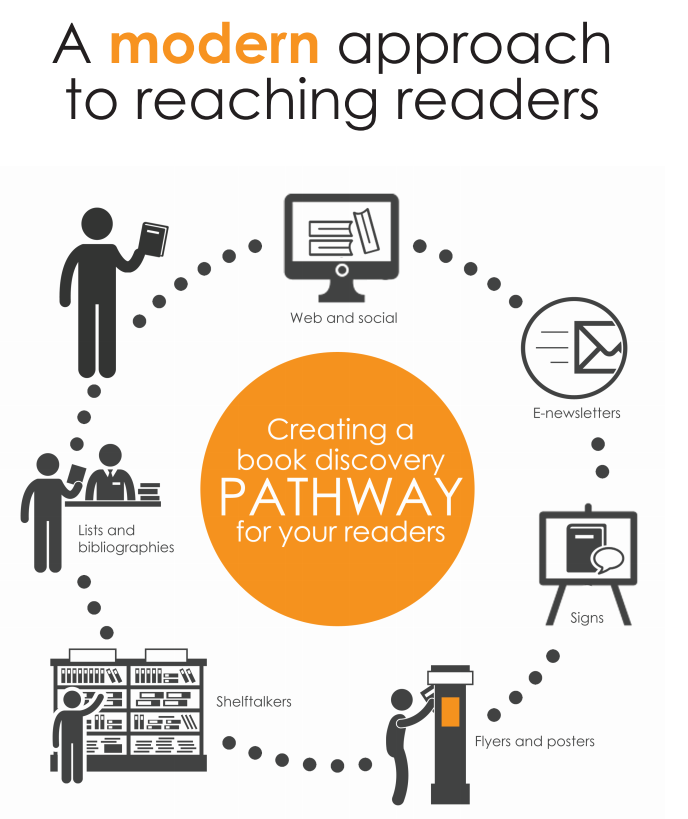 A modern approach
to reaching readers
Web and social
E-newsletters
Creating a
book discovery
PATHWAY
for your readers
Lists and
bibliographies
Signs
Shelftalkers
Flyers and posters